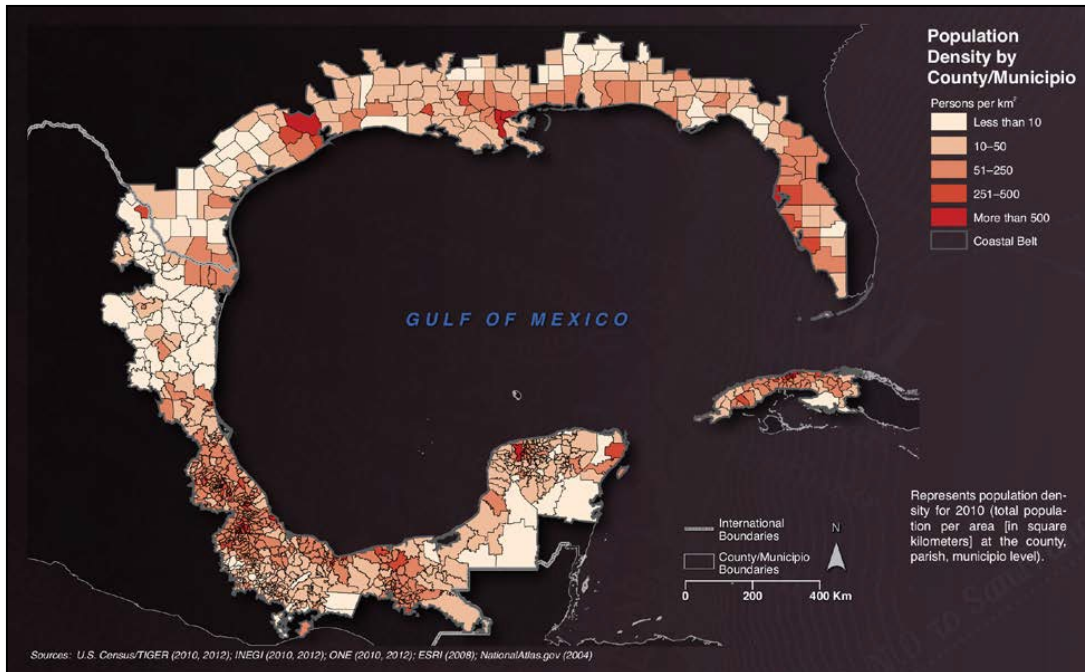 Population
Density by
County/Municipio
Persons per km²
Less than 10
10–50
51–250
251–500
More than 500
Coastal Belt
GULF OF MEXICO
Represents population den-
sity for 2010 (total popula-
tion per area [in square
kilometers] at the county,
parish, municipio level).
International
Boundaries
N
County/Municipio
Boundaries
0 200 400 Km
Sources: U.S. Census/TIGER (2010, 2012); INEGI (2010, 2012); ONE (2010, 2012); ESRI (2008); NationalAtlas.gov (2004)